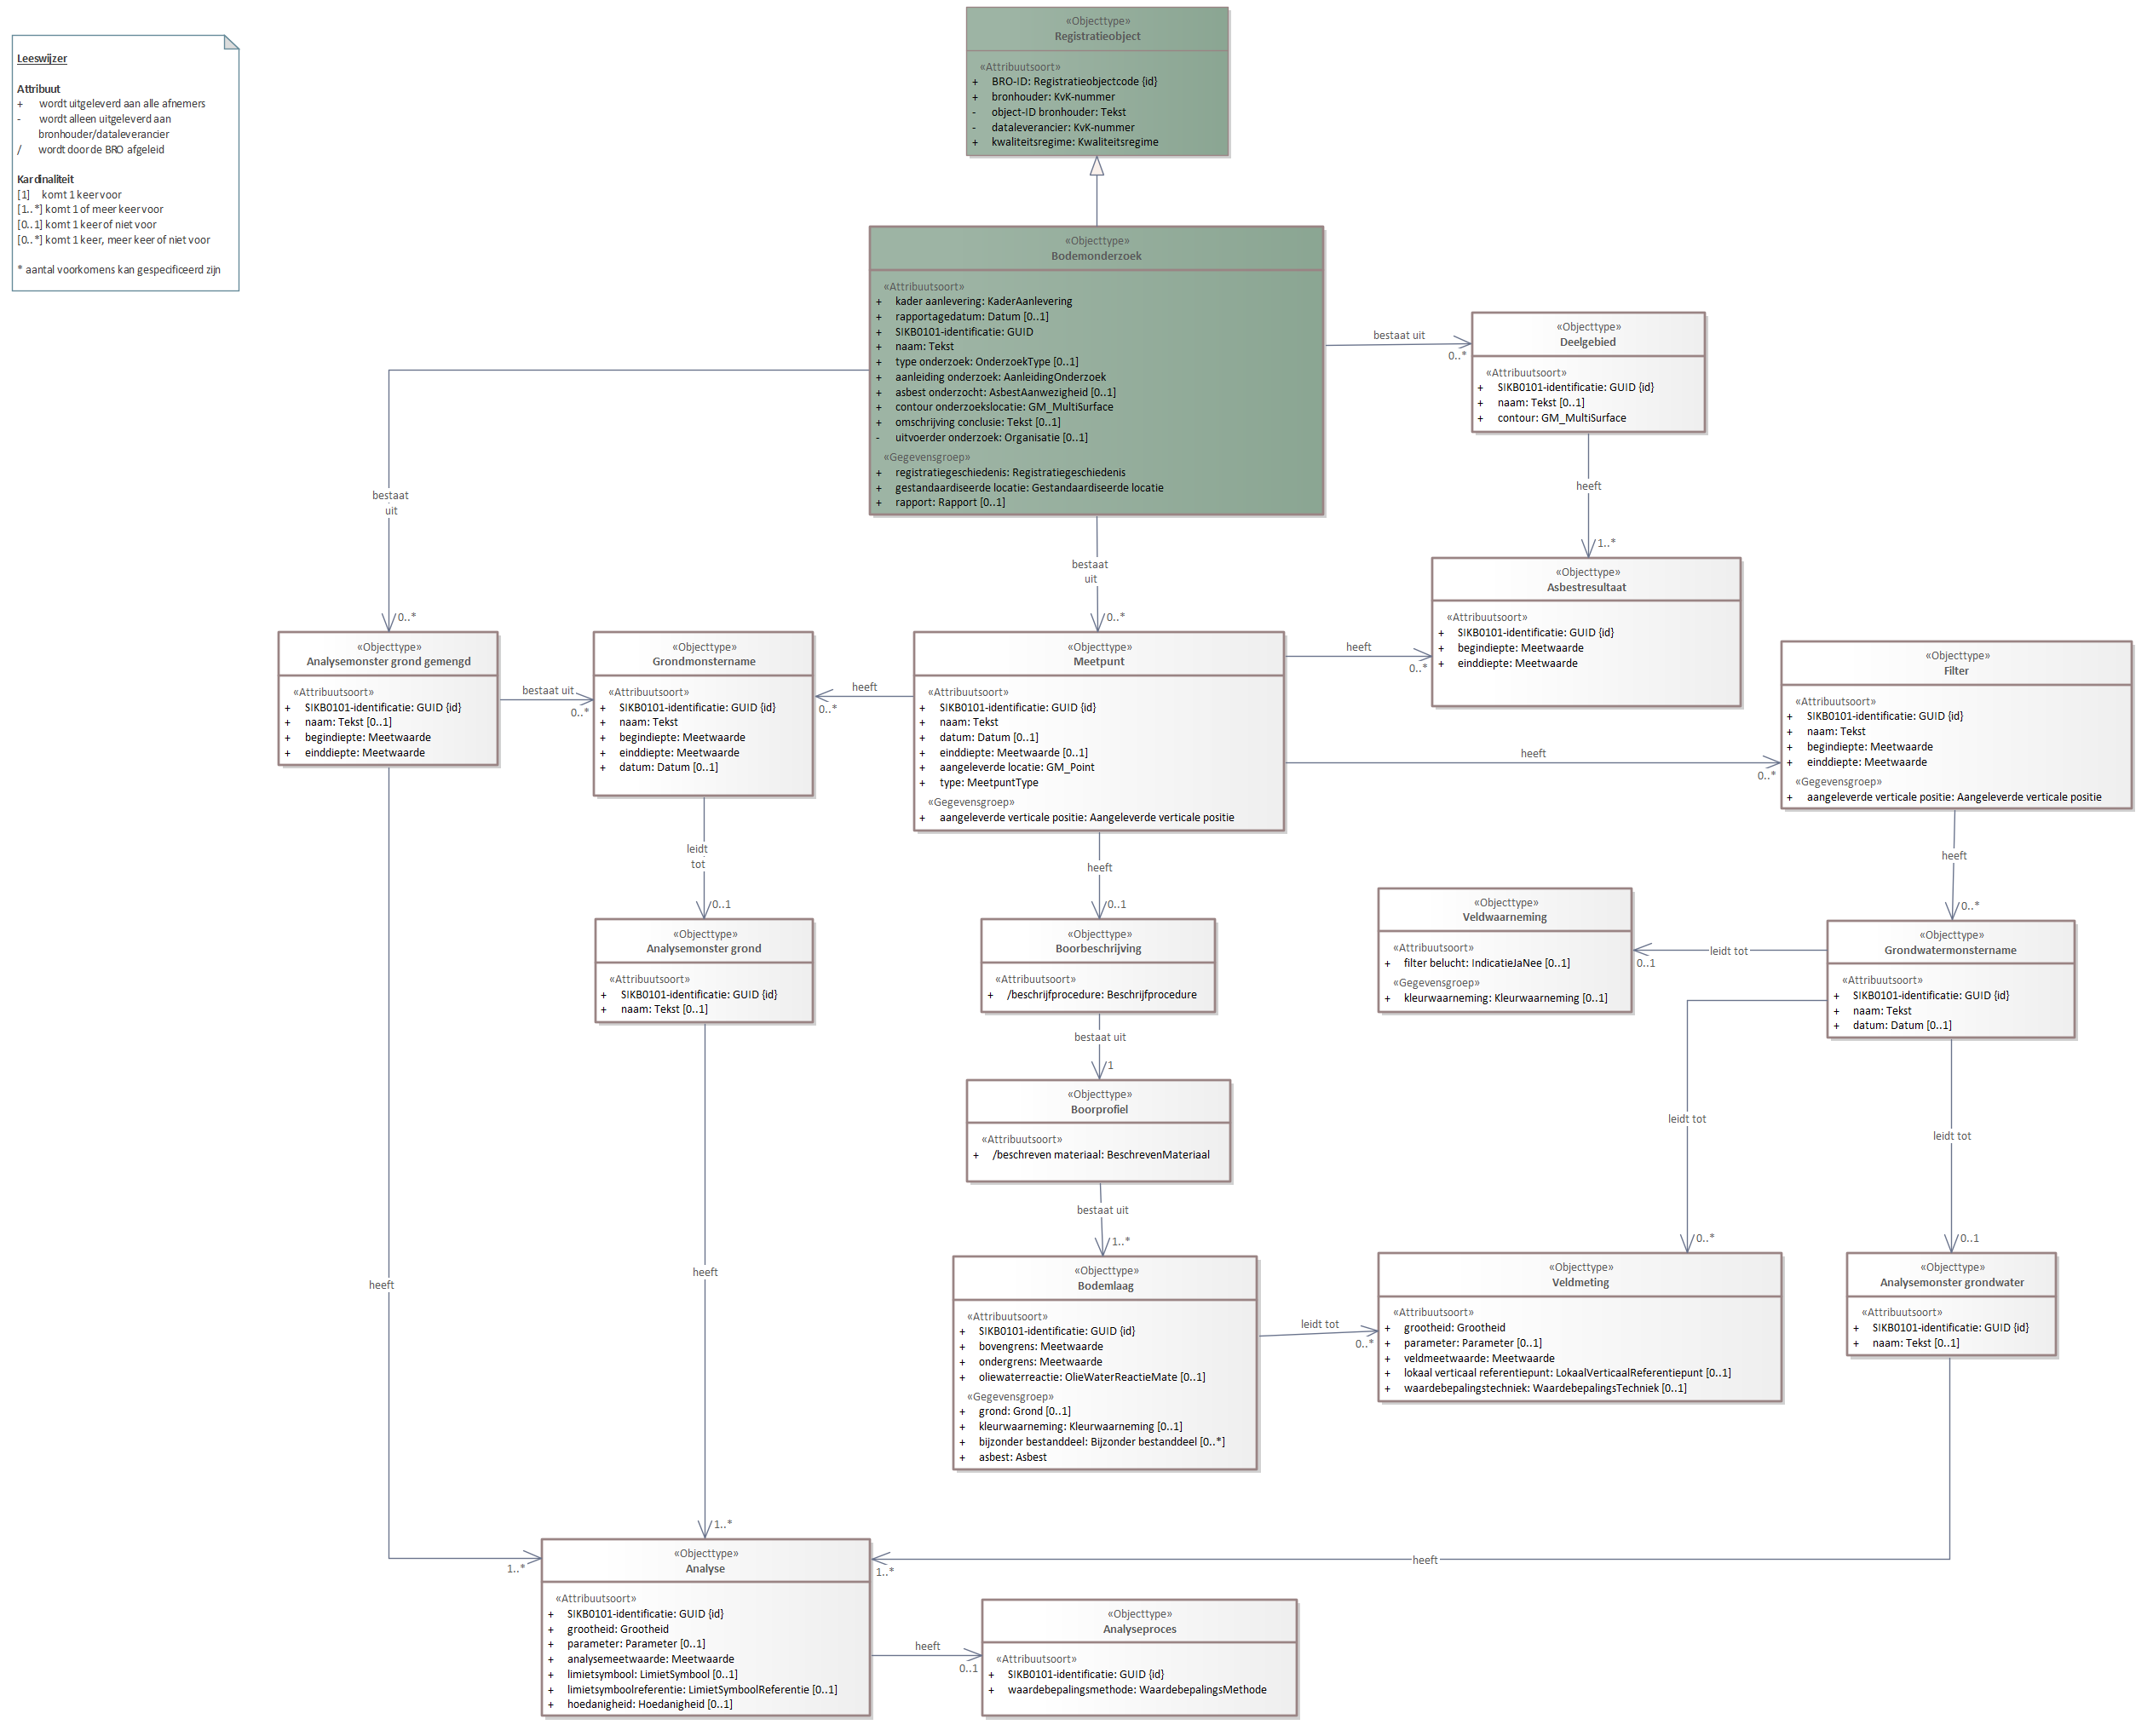 Leeswijzer
Attribuut
+ wordt uitgeleverd aan alle afnemers
- wordt alleen uitgeleverd aan
bronhouder/dataleverancier
/ wordt door de BRO afgeleid
Kardinaliteit
[1] komt 1 keer voor
[1..*] komt 1 of meer keer voor
[0..1] komt 1 keer of niet voor
[0..*] komt 1 keer, meer keer of niet voor
* aantal voorkomens kan gespecificeerd zijn
«Objecttype»
Registratieobject
«Attribuutsoort»
+ BRO-ID: Registratieobjectcode {id}
+ bronhouder: KvK-nummer
- object-ID bronhouder: Tekst
- dataleverancier: KvK-nummer
+ kwaliteitsregime: Kwaliteitsregime
«Objecttype»
Bodemonderzoek
«Attribuutsoort»
+ kader aanlevering: KaderAanlevering
+ rapportagedatum: Datum [0..1]
+ SIKB0101-identificatie: GUID
+ naam: Tekst
+ type onderzoek: OnderzoekType [0..1]
+ aanleiding onderzoek: AanleidingOnderzoek
+ asbest onderzocht: AsbestAanwezigheid [0..1]
+ contour onderzoekslocatie: GM_MultiSurface
+ omschrijving conclusie: Tekst [0..1]
- uitvoerder onderzoek: Organisatie [0..1]
«Gegevensgroep»
+ registratiegeschiedenis: Registratiegeschiedenis
+ gestandaardiseerde locatie: Gestandaardiseerde locatie
+ rapport: Rapport [0..1]
bestaat uit
0..*
«Objecttype»
Deelgebied
«Attribuutsoort»
+ SIKB0101-identificatie: GUID {id}
+ naam: Tekst [0..1]
+ contour: GM_MultiSurface
heeft
1..*
bestaat
uit
0..*
bestaat
uit
0..*
«Objecttype»
Asbestresultaat
«Attribuutsoort»
+ SIKB0101-identificatie: GUID {id}
+ begindiepte: Meetwaarde
+ einddiepte: Meetwaarde
«Objecttype»
Analysemonster grond gemengd
«Attribuutsoort»
+ SIKB0101-identificatie: GUID {id}
+ naam: Tekst [0..1]
+ begindiepte: Meetwaarde
+ einddiepte: Meetwaarde
bestaat uit
0..*
«Objecttype»
Grondmonstername
«Attribuutsoort»
+ SIKB0101-identificatie: GUID {id}
+ naam: Tekst
+ begindiepte: Meetwaarde
+ einddiepte: Meetwaarde
+ datum: Datum [0..1]
heeft
0..*
«Objecttype»
Meetpunt
«Attribuutsoort»
+ SIKB0101-identificatie: GUID {id}
+ naam: Tekst
+ datum: Datum [0..1]
+ einddiepte: Meetwaarde [0..1]
+ aangeleverde locatie: GM_Point
+ type: MeetpuntType
«Gegevensgroep»
+ aangeleverde verticale positie: Aangeleverde verticale positie
heeft
0..*
heeft
0..*
«Objecttype»
Filter
«Attribuutsoort»
+ SIKB0101-identificatie: GUID {id}
+ naam: Tekst
+ begindiepte: Meetwaarde
+ einddiepte: Meetwaarde
«Gegevensgroep»
+ aangeleverde verticale positie: Aangeleverde verticale positie
leidt
tot
0..1
heeft
0..1
heeft
0..*
«Objecttype»
Analysemonster grond
«Attribuutsoort»
+ SIKB0101-identificatie: GUID {id}
+ naam: Tekst [0..1]
«Objecttype»
Boorbeschrijving
«Attribuutsoort»
+ /beschrijfprocedure: Beschrijfprocedure
«Objecttype»
Veldwaarneming
«Attribuutsoort»
+ filter belucht: IndicatieJaNee [0..1]
«Gegevensgroep»
+ kleurwaarneming: Kleurwaarneming [0..1]
leidt tot
0..1
«Objecttype»
Grondwatermonstername
«Attribuutsoort»
+ SIKB0101-identificatie: GUID {id}
+ naam: Tekst
+ datum: Datum [0..1]
bestaat uit
1
«Objecttype»
Boorprofiel
«Attribuutsoort»
+ /beschreven materiaal: BeschrevenMateriaal
leidt tot
0..*
leidt tot
0..1
bestaat uit
1..*
«Objecttype»
Bodemlaag
«Attribuutsoort»
+ SIKB0101-identificatie: GUID {id}
+ bovengrens: Meetwaarde
+ ondergrens: Meetwaarde
+ oliewaterreactie: OlieWaterReactieMate [0..1]
«Gegevensgroep»
+ grond: Grond [0..1]
+ kleurwaarneming: Kleurwaarneming [0..1]
+ bijzonder bestanddeel: Bijzonder bestanddeel [0..*]
+ asbest: Asbest
leidt tot
0..*
«Objecttype»
Veldmeting
«Attribuutsoort»
+ grootheid: Grootheid
+ parameter: Parameter [0..1]
+ veldmeetwaarde: Meetwaarde
+ lokaal verticaal referentiepunt: LokaalVerticaalReferentiepunt [0..1]
+ waardebepalingstechniek: WaardebepalingsTechniek [0..1]
«Objecttype»
Analysemonster grondwater
«Attribuutsoort»
+ SIKB0101-identificatie: GUID {id}
+ naam: Tekst [0..1]
heeft
1..*
heeft
1..*
heeft
1..*
«Objecttype»
Analyse
«Attribuutsoort»
+ SIKB0101-identificatie: GUID {id}
+ grootheid: Grootheid
+ parameter: Parameter [0..1]
+ analysemeetwaarde: Meetwaarde
+ limietsymbool: LimietSymbool [0..1]
+ limietsymboolreferentie: LimietSymboolReferentie [0..1]
+ hoedanigheid: Hoedanigheid [0..1]
heeft
0..1
«Objecttype»
Analyseproces
«Attribuutsoort»
+ SIKB0101-identificatie: GUID {id}
+ waardebepalingsmethode: WaardebepalingsMethode